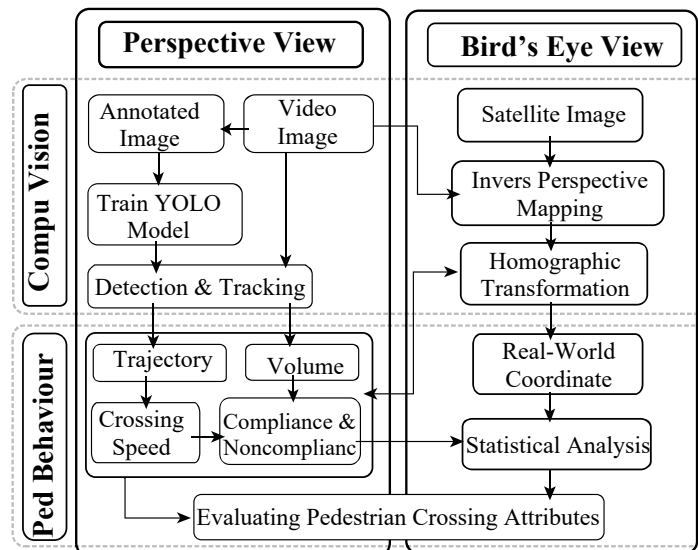 Perspective View
Bird's Eye View
Compu Vision
Annotated
Image
Video
Image
Satellite Image
Train YOLO
Model
Invers Perspective
Mapping
Detection & Tracking
Homographic
Transformation
Ped Behaviour
Trajectory
Volume
Real-World
Coordinate
Crossing
Speed
Compliance &
Noncomplianc
Statistical Analysis
Evaluating Pedestrian Crossing Attributes